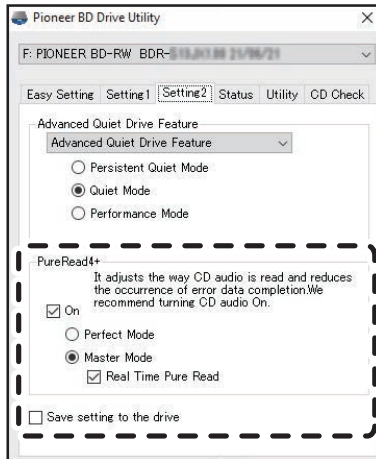 Pioneer BD Drive Utility
F: PIONEER BD-RW BDR-
Easy Setting Setting1 Setting2 Status Utility CD Check
Advanced Quiet Drive Feature
Advanced Quiet Drive Feature
Persistent Quiet Mode
Quiet Mode
Performance Mode
PureRead4+
It adjusts the way CD audio is read and reduces
the occurrence of error data completion.We
recommend turning CD audio On.
On
Perfect Mode
Master Mode
Real Time Pure Read
Save setting to the drive